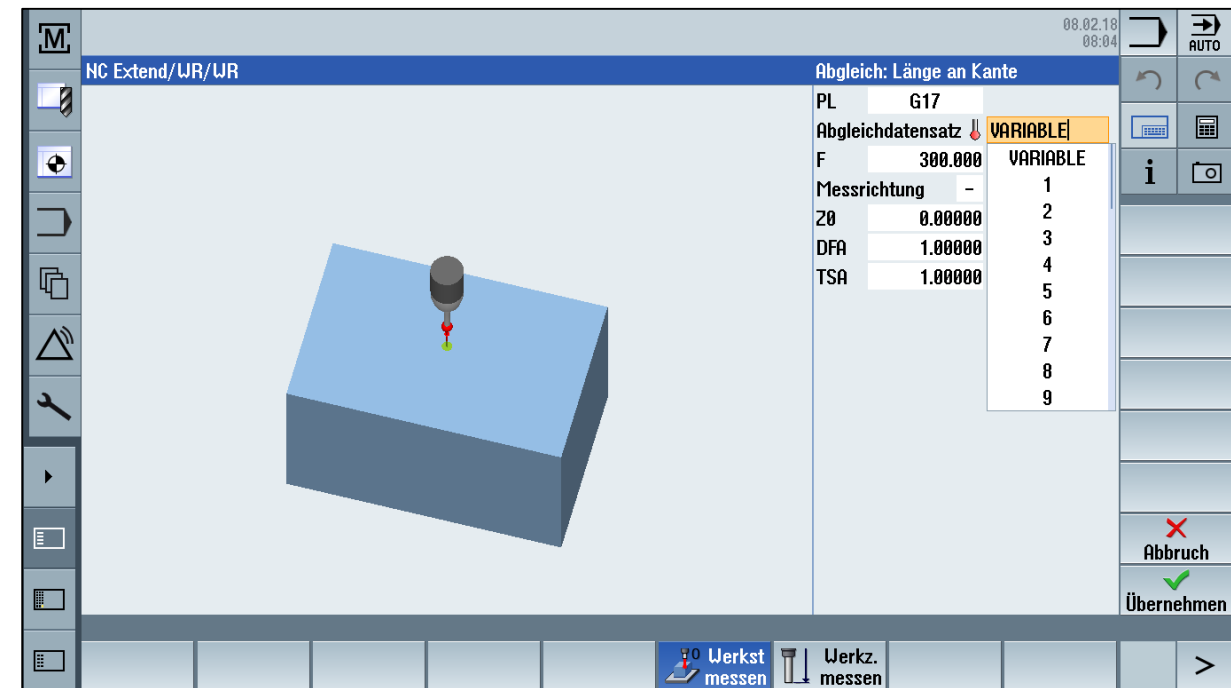 M
08.02.18
08:04
AUTO
NC Extend/WR/WR
Abgleich: Länge an Kante
PL G17
Abgleichdatensatz VARIABLE
F 300.000
Messrichtung -
Z0 0.00000
DFA 1.00000
TSA 1.00000
VARIABLE
1
2
3
4
5
6
7
8
9
i
Abbruch
Übernehmen
Werkst
messen
Werkz.
messen
>